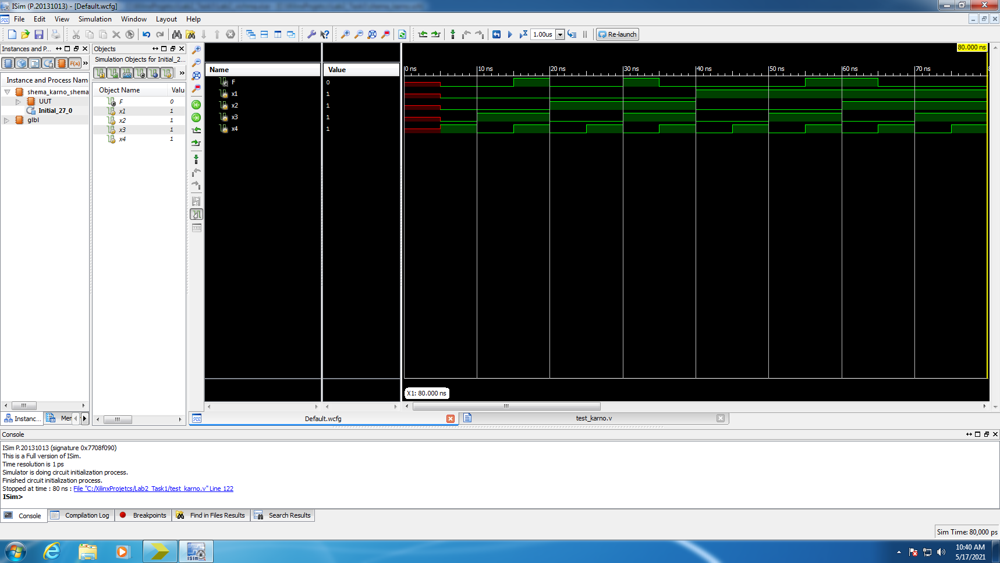 ISim (P.20131013) - [Default.wcfg]
File Edit View Simulation Window Layout Help
1.00us Re-launch
Instances and P...
Instance and Process Name
shema_karno_shema
UUT
Initial_27_0
glbl
Instanc...
Objects
Simulation Objects for Initial_2...
Object Name Valu
F 0
x1 1
x2 1
x3 1
x4 1
Name Value
F 0
x1 1
x2 1
x3 1
x4 1
80.000 ns
0 ns 10 ns 20 ns 30 ns 40 ns 50 ns 60 ns 70 ns
X1: 80.000 ns
Default.wcfg test_karno.v
Console
ISim P.20131013 (signature 0x7708f090)
This is a Full version of ISim.
Time resolution is 1 ps
Simulator is doing circuit initialization process.
Finished circuit initialization process.
Stopped at time : 80 ns : File "C:/XilinxProjetcs/Lab2_Task1/test_karno.v" Line 122
ISim>
Console Compilation Log Breakpoints Find in Files Results Search Results
Sim Time: 80,000 ps
ISim
10:40 AM
5/17/2021